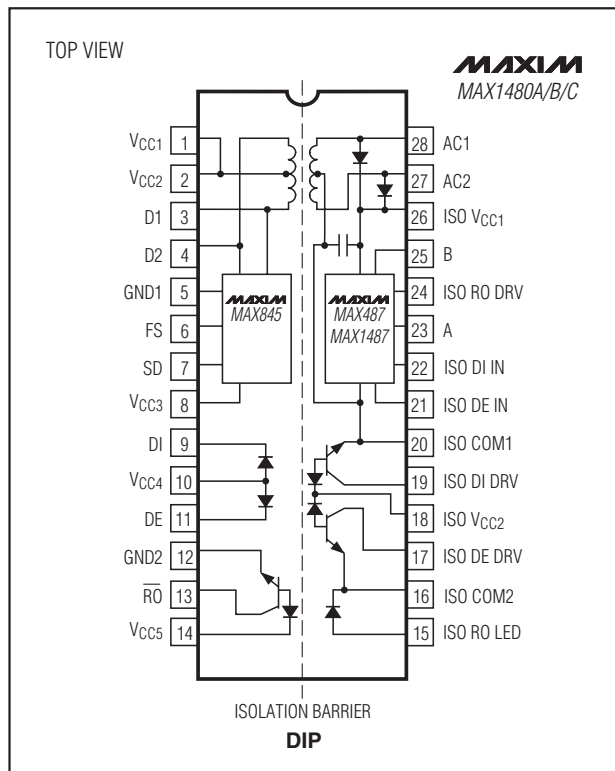 TOP VIEW
MAXIM
MAX1480A/B/C
VCC1 1
VCC2 2
D1 3
D2 4
GND1 5
FS 6
SD 7
VCC3 8
DI 9
VCC4 10
DE 11
GND2 12
RO 13
VCC5 14
MAXIM
MAX845
MAXIM
MAX487
MAX1487
28 AC1
27 AC2
26 ISO VCC1
25 B
24 ISO RO DRV
23 A
22 ISO DI IN
21 ISO DE IN
20 ISO COM1
19 ISO DI DRV
18 ISO VCC2
17 ISO DE DRV
16 ISO COM2
15 ISO RO LED
ISOLATION BARRIER
DIP